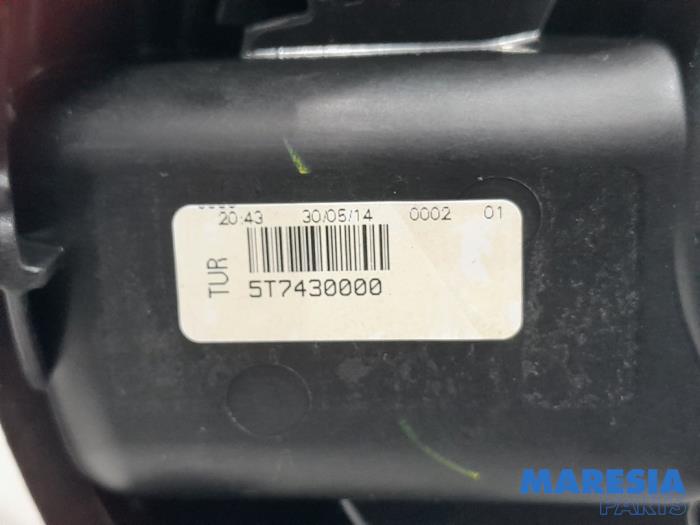 20:43 30/05/14 0002 01
TUR
5T7430000
MARESIA
PARTS